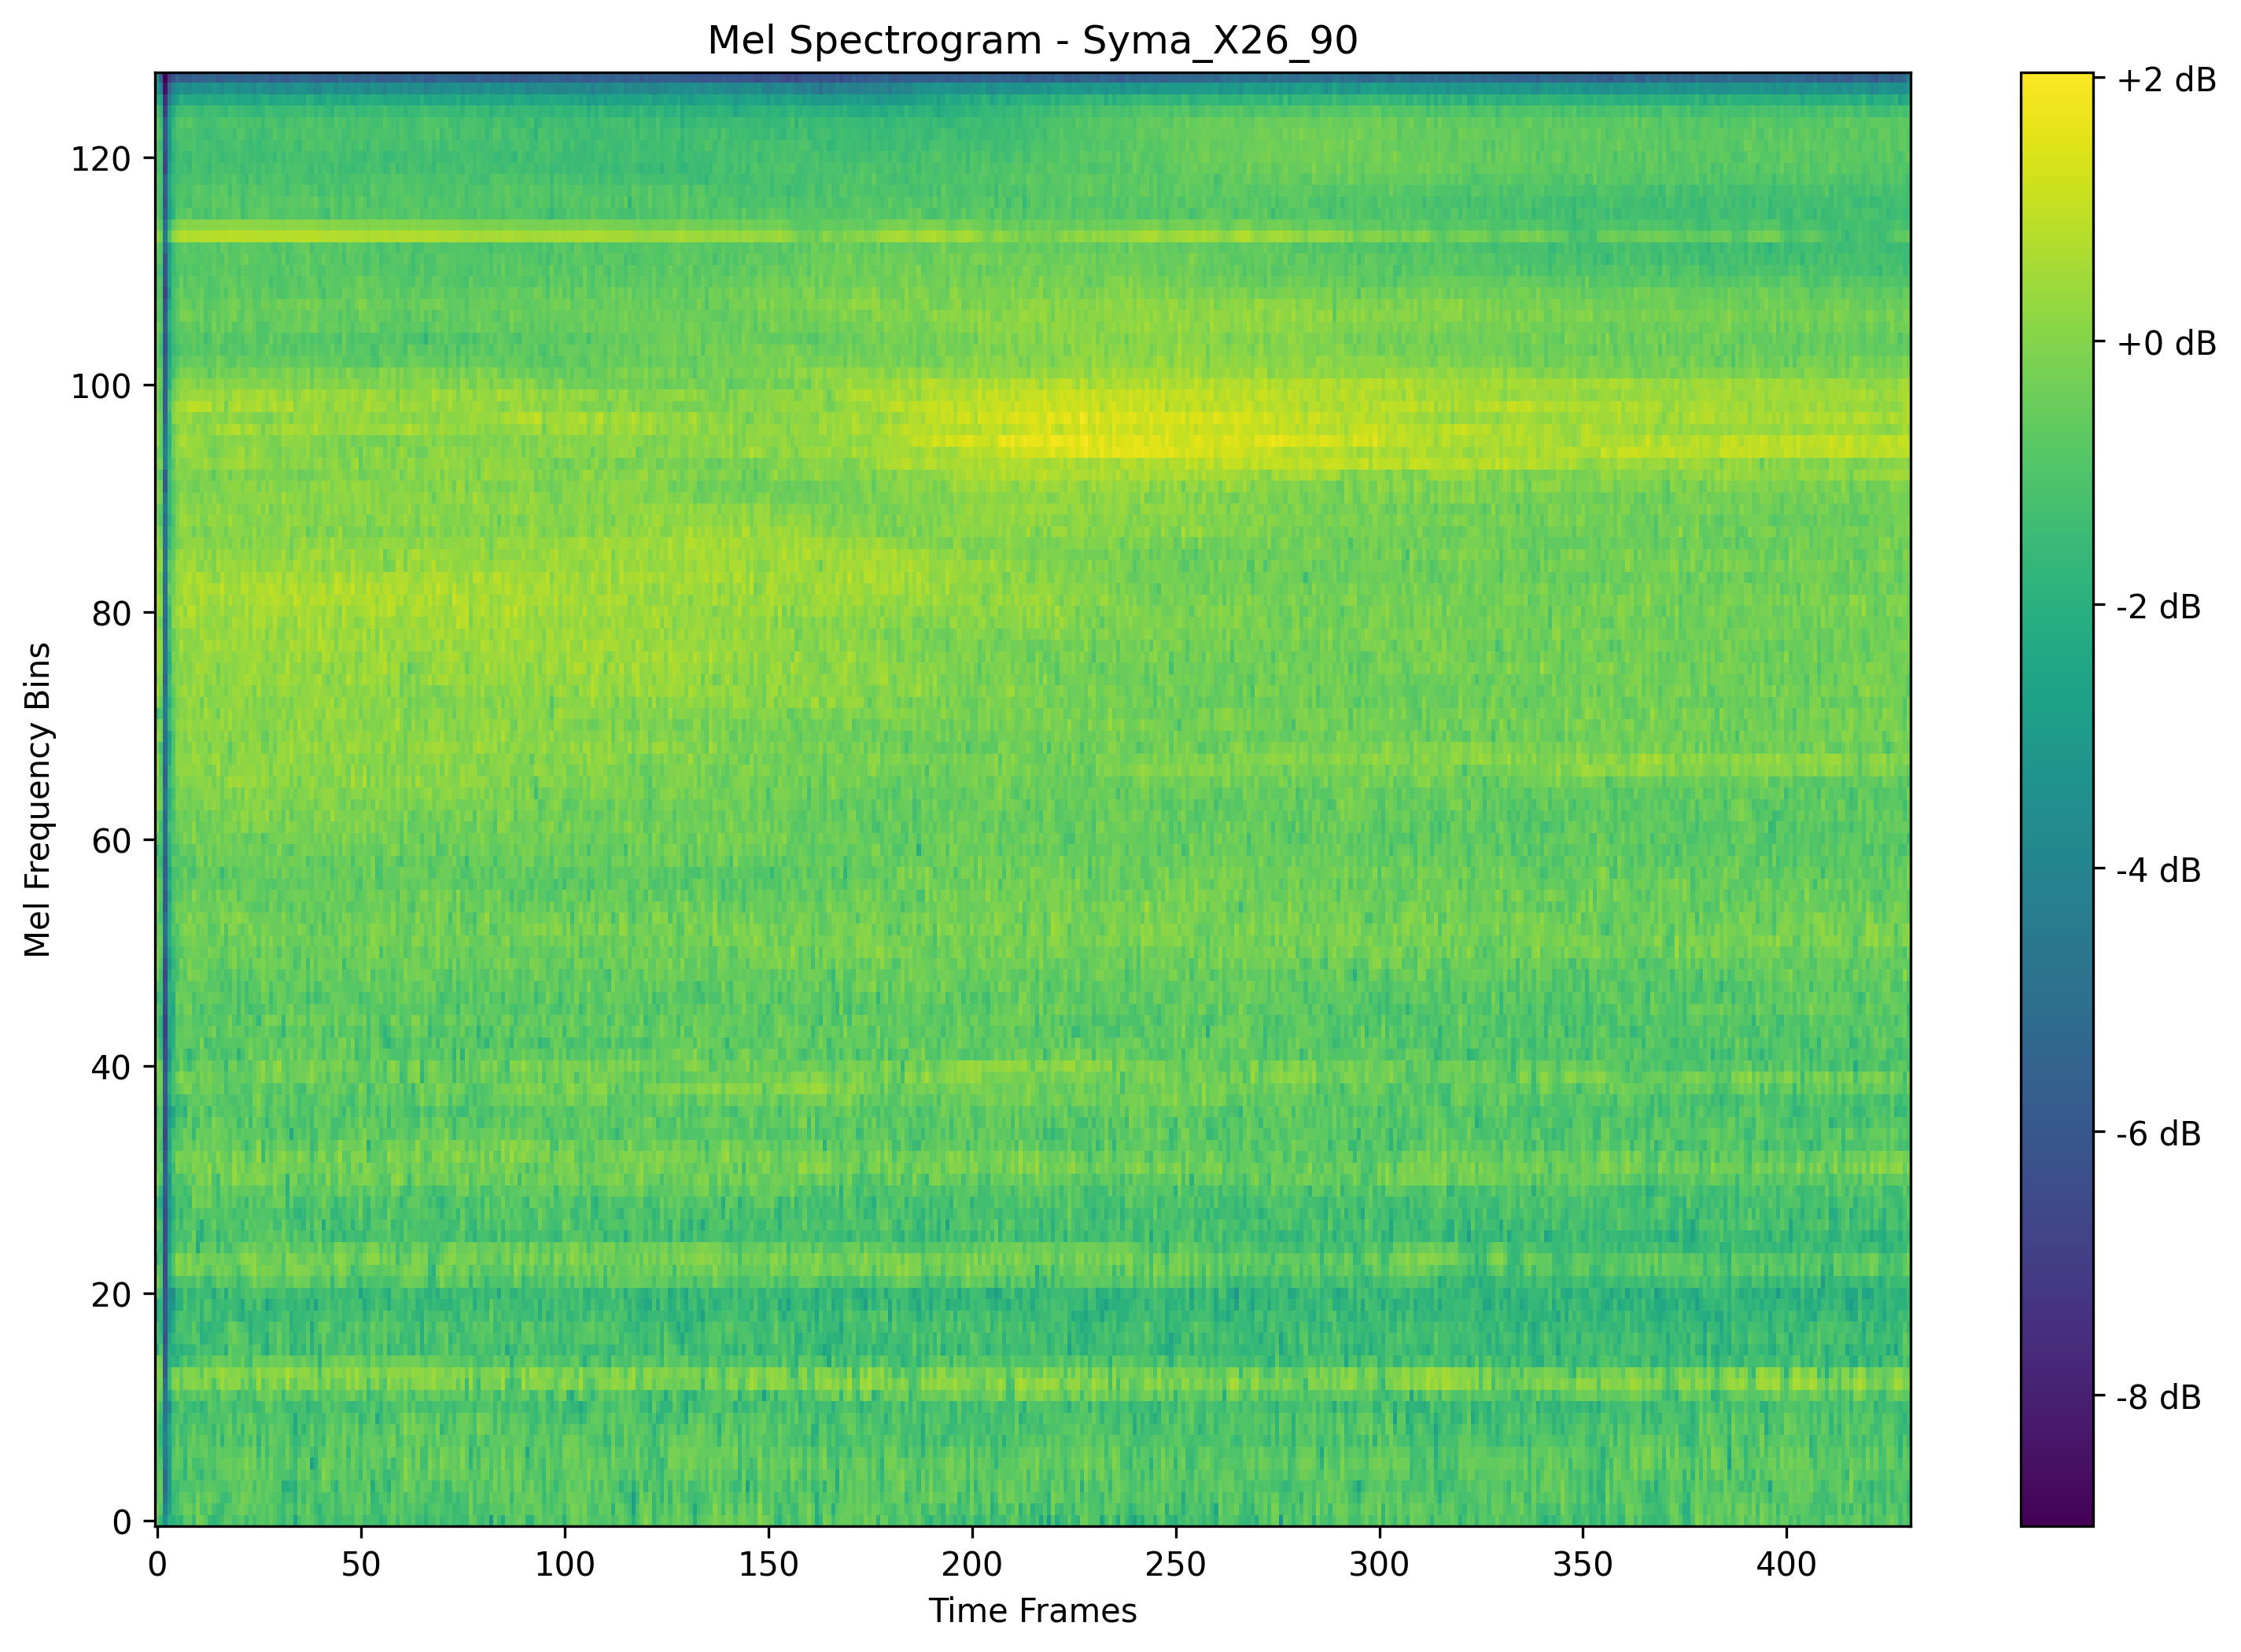 Mel Spectrogram - Syma_X26_90
Mel Frequency Bins
120
100
80
60
40
20
0
0 50 100 150 200 250 300 350 400
Time Frames
+2 dB
+0 dB
-2 dB
-4 dB
-6 dB
-8 dB